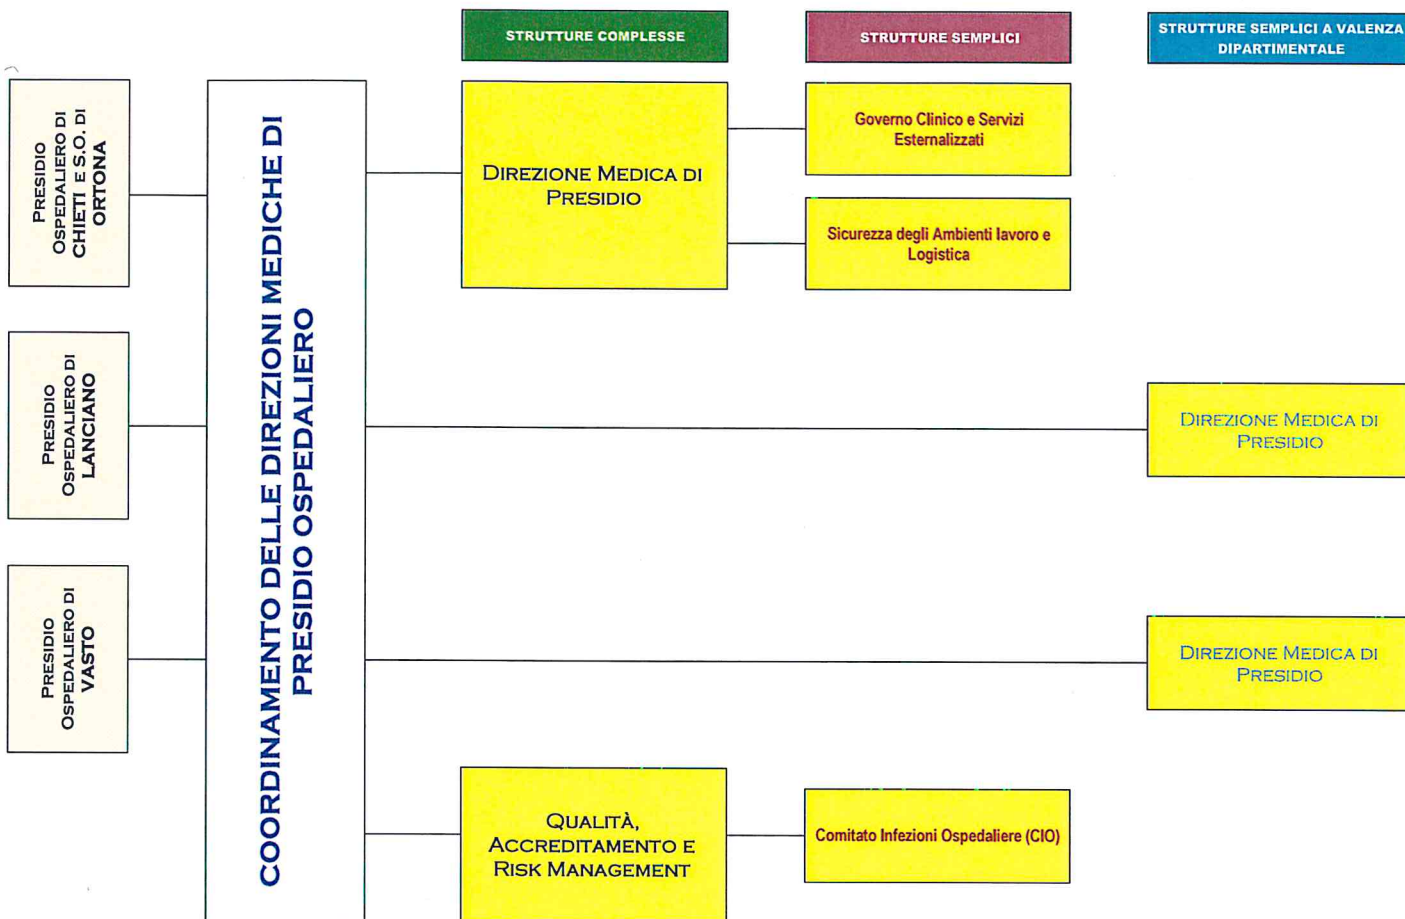 STRUTTURE COMPLESSE
STRUTTURE SEMPLICI
STRUTTURE SEMPLICI A VALENZA
DIPARTIMENTALE
PRESIDIO
OSPEDALIERO DI
CHIETI E S.O. DI
ORTONA
COORDINAMENTO DELLE DIREZIONI MEDICHE DI
PRESIDIO OSPEDALIERO
DIREZIONE MEDICA DI
PRESIDIO
Governo Clinico e Servizi
Esternalizzati
Sicurezza degli Ambienti lavoro e
Logistica
PRESIDIO
OSPEDALIERO DI
LANCIANO
DIREZIONE MEDICA DI
PRESIDIO
PRESIDIO
OSPEDALIERO DI
VASTO
DIREZIONE MEDICA DI
PRESIDIO
QUALITÀ,
ACCREDITAMENTO E
RISK MANAGEMENT
Comitato Infezioni Ospedaliere (CIO)